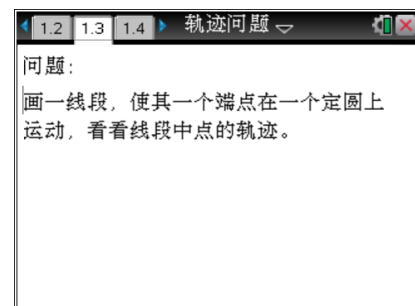 1.2 1.3 1.4 轨迹问题
问题：
画一线段，使其一个端点在一个定圆上
运动，看看线段中点的轨迹。